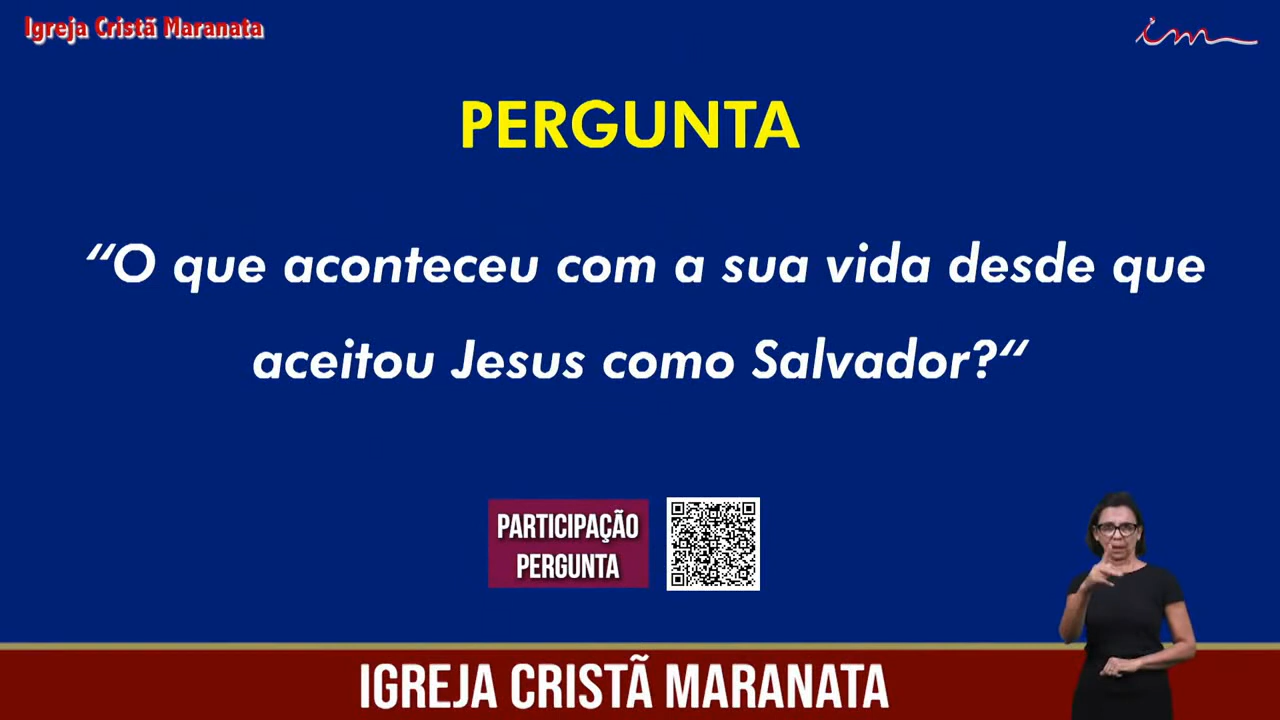 Igreja Cristã Maranata
im
PERGUNTA
“O que aconteceu com a sua vida desde que
aceitou Jesus como Salvador?“
PARTICIPAÇÃO
PERGUNTA
IGREJA CRISTÃ MARANATA